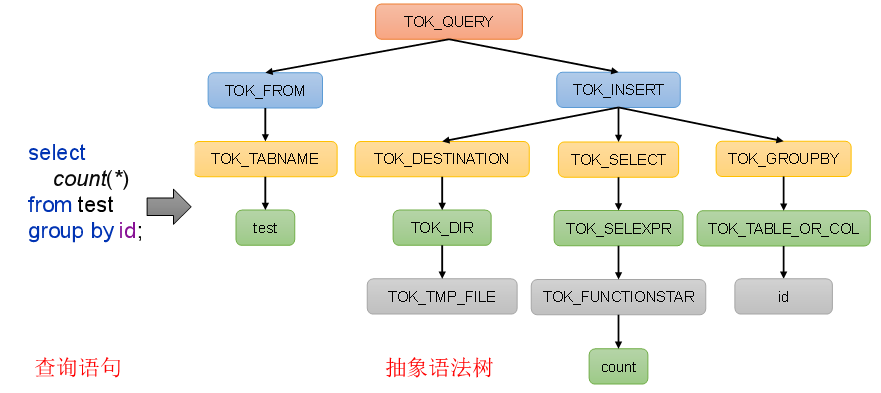 TOK_QUERY
TOK_FROM
TOK_INSERT
TOK_TABNAME
TOK_DESTINATION
TOK_SELECT
TOK_GROUPBY
select
count(*)
from test
group by id;
test
TOK_DIR
TOK_SELEXPR
TOK_TABLE_OR_COL
TOK_TMP_FILE
TOK_FUNCTIONSTAR
id
count
查询语句
抽象语法树